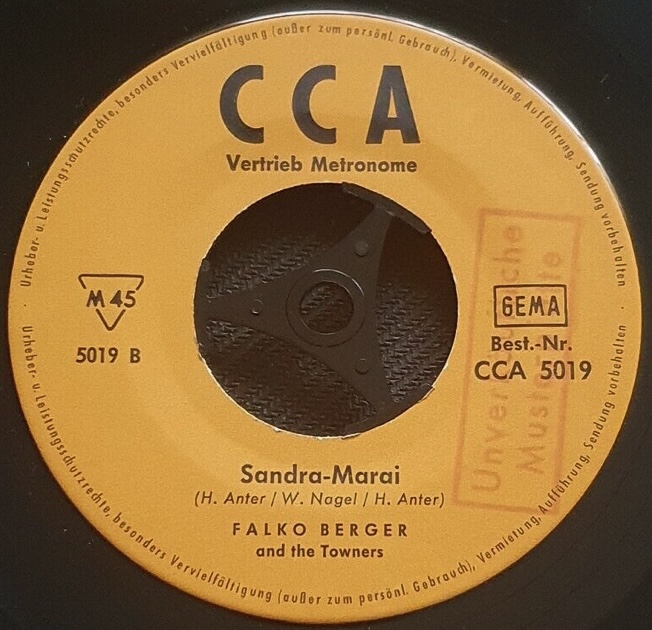 Urheber- u. Leistungsschutzrechte, besonders Vervielfältigung (außer zum persönl. Gebrauch), Vermietung, Aufführung, Sendung vorbehalten
CCA
Vertrieb Metronome
M 45
5019 B
GEMA
Best.-Nr.
CCA 5019
Sandra-Marai
(H. Anter / W. Nagel / H. Anter)
FALKO BERGER
and the Towners
Urheber- u. Leistungsschutzrechte, besonders Vervielfältigung (außer zum persönl. Gebrauch), Vermietung, Aufführung, Sendung vorbehalten